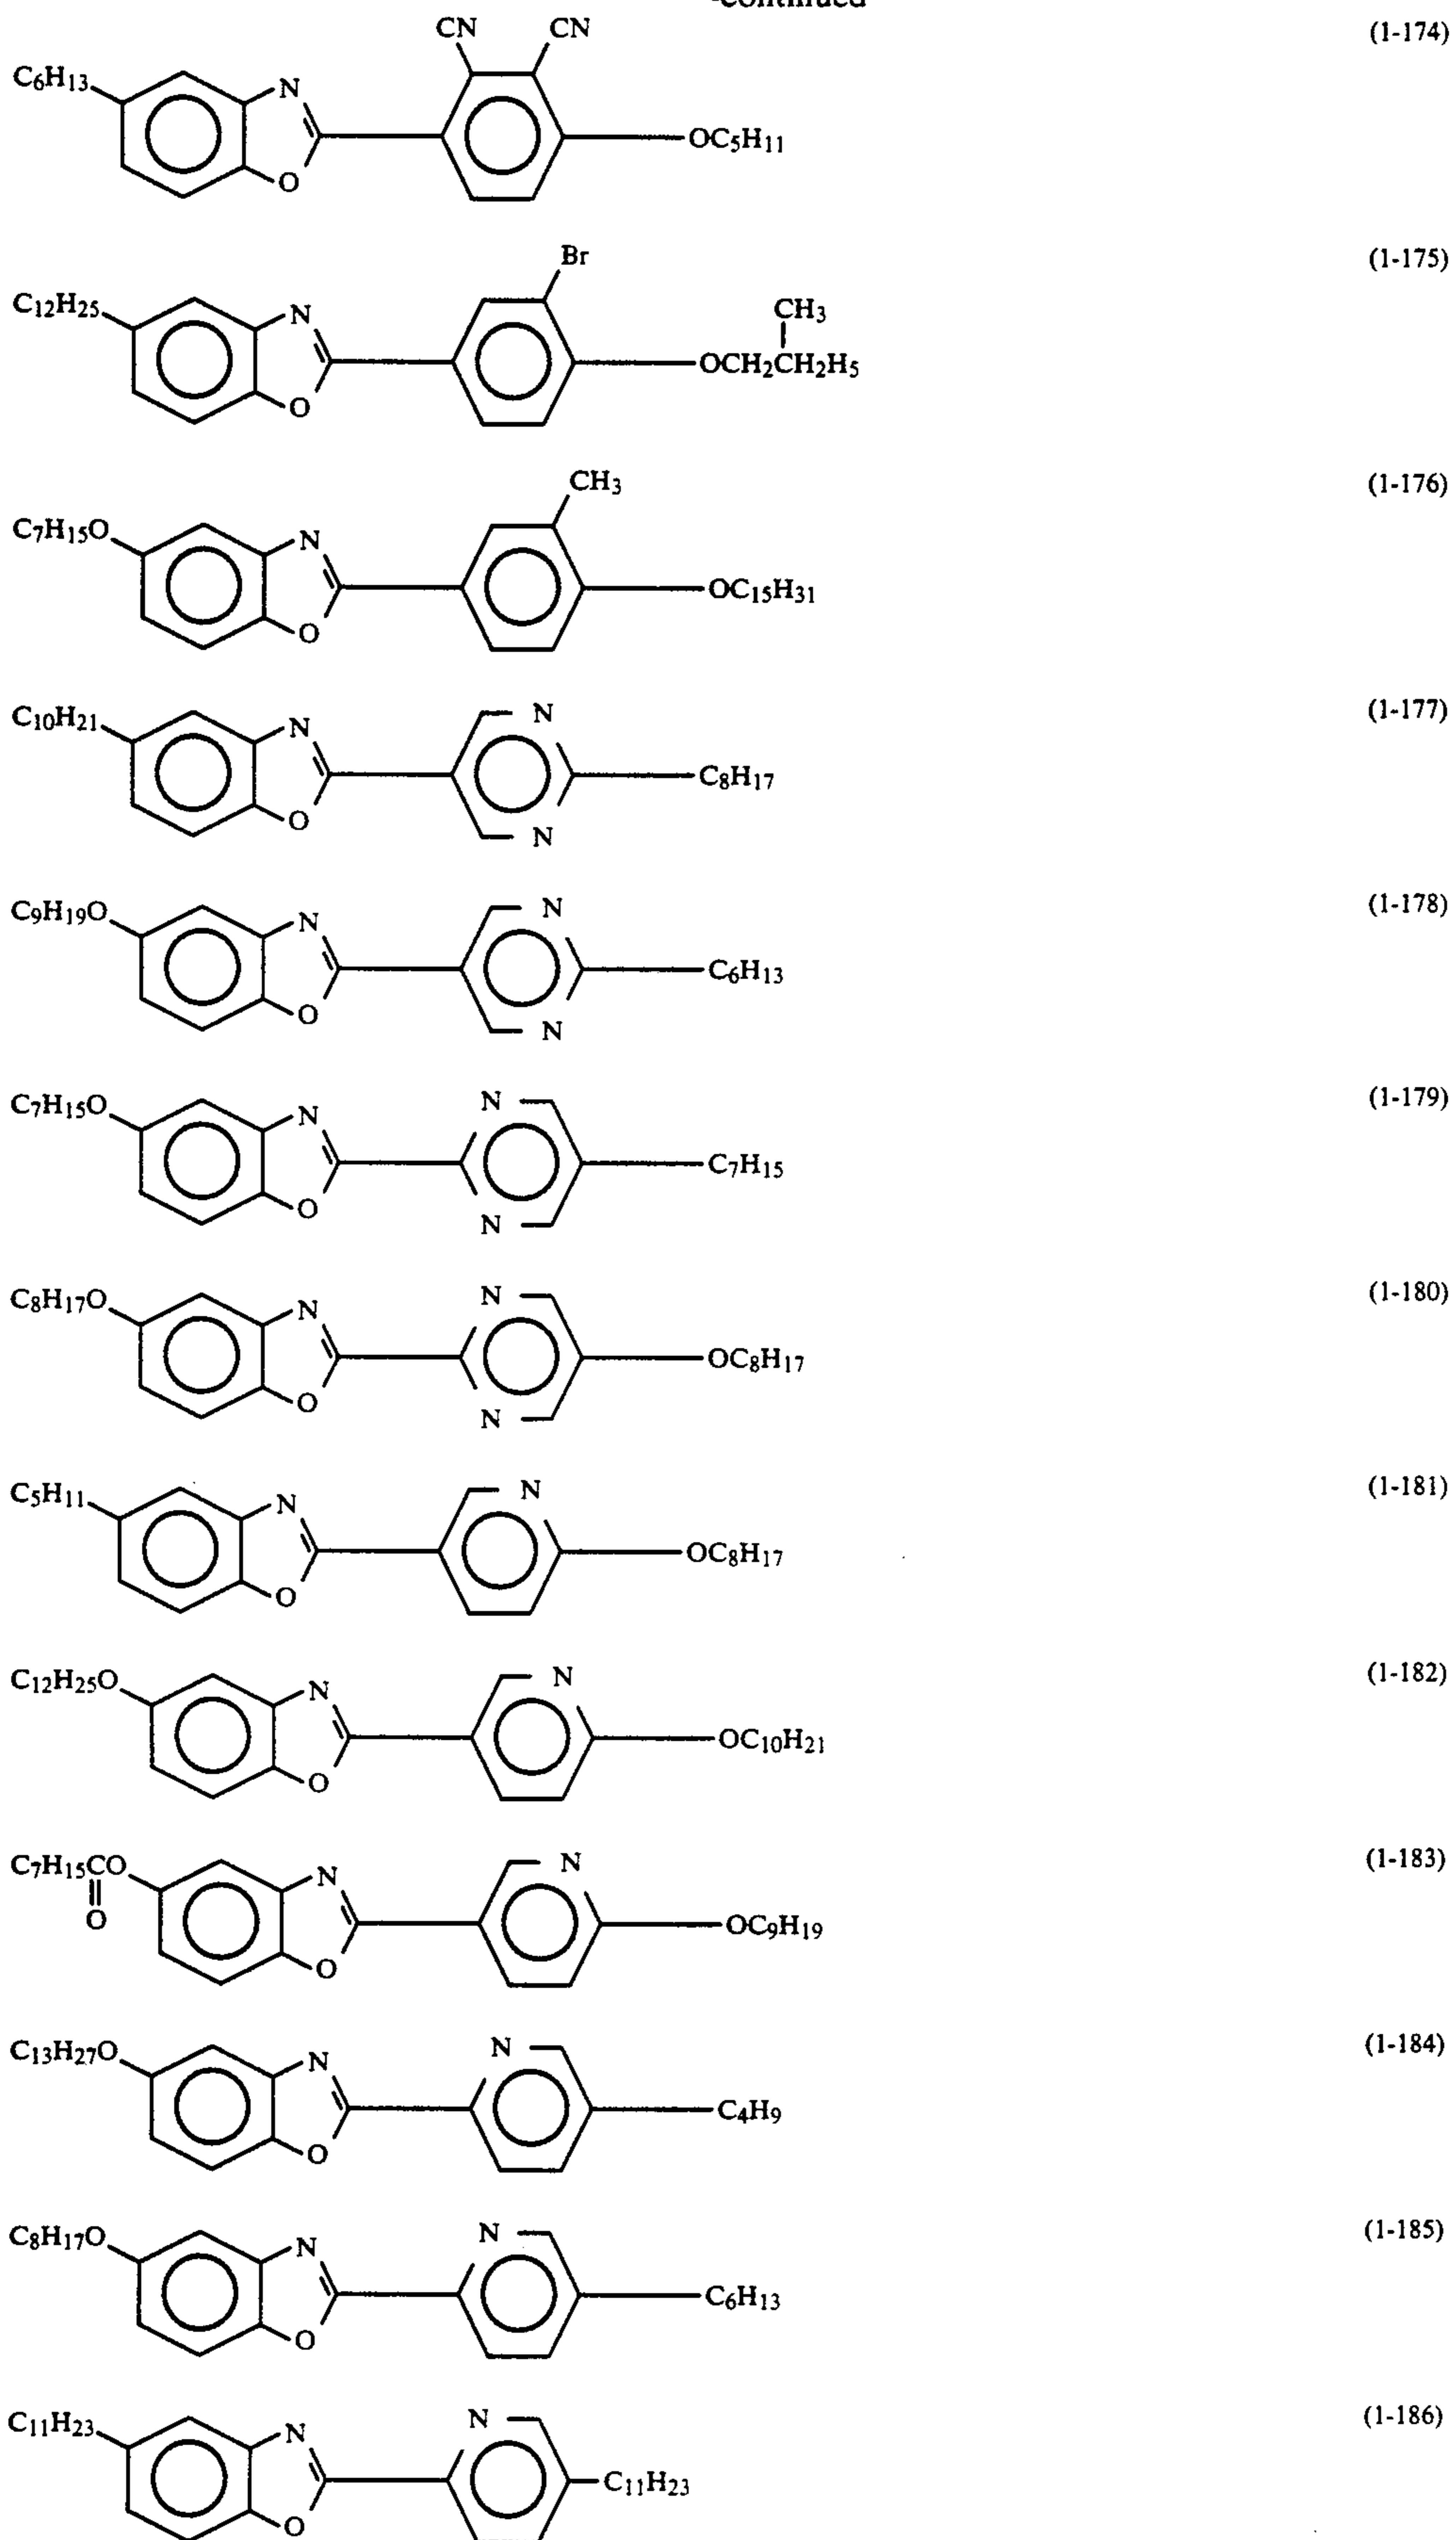 -continued
CN CN (1-174)
C6H13 N
OC5H11
O
Br (1-175)
C12H25 N CH3
OCH2CH2H5
O
CH3 (1-176)
C7H15O N
OC15H31
O
N (1-177)
C10H21 N
C8H17
O N
N (1-178)
C9H19O N
C6H13
O N
N (1-179)
C7H15O N
C7H15
O N
N (1-180)
C8H17O N
OC8H17
O N
N (1-181)
C5H11 N
OC8H17
O
N (1-182)
C12H25O N
OC10H21
O
N (1-183)
C7H15CO N
O OC9H19
O
N (1-184)
C13H27O N
C4H9
O
N (1-185)
C8H17O N
C6H13
O
N (1-186)
C11H23 N
C11H23
O